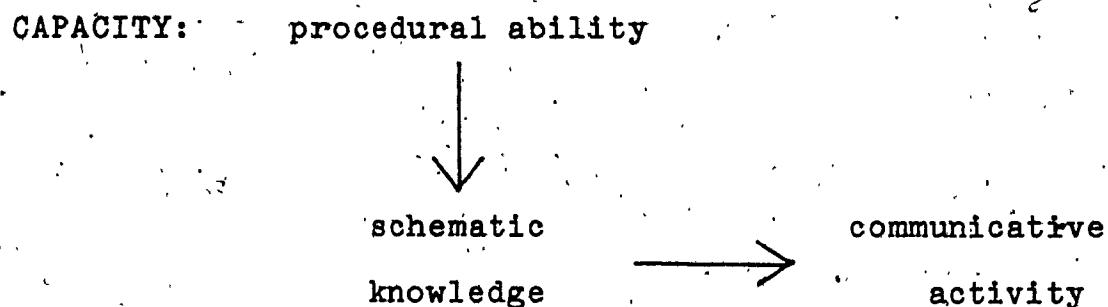 CAPACITY: procedural ability
schematic communicative
knowledge activity